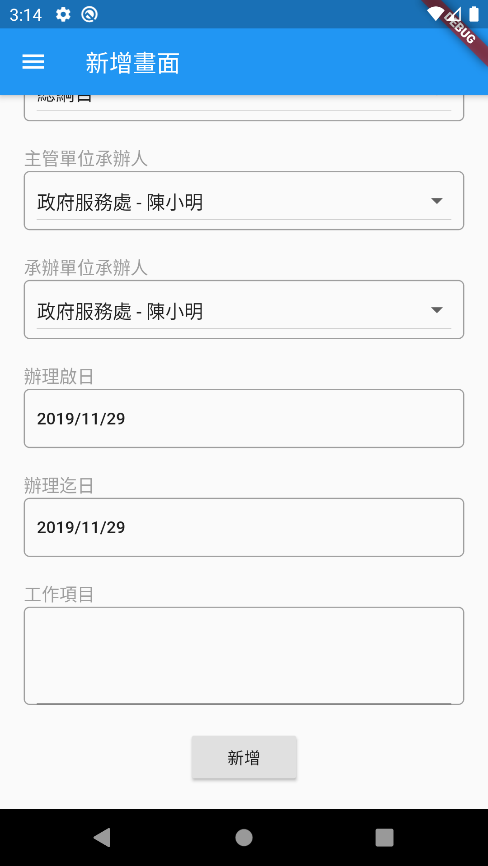 3:14
DEBUG
新增畫面
總綱目
主管單位承辦人
政府服務處 - 陳小明
承辦單位承辦人
政府服務處 - 陳小明
辦理啟日
2019/11/29
辦理迄日
2019/11/29
工作項目
新增